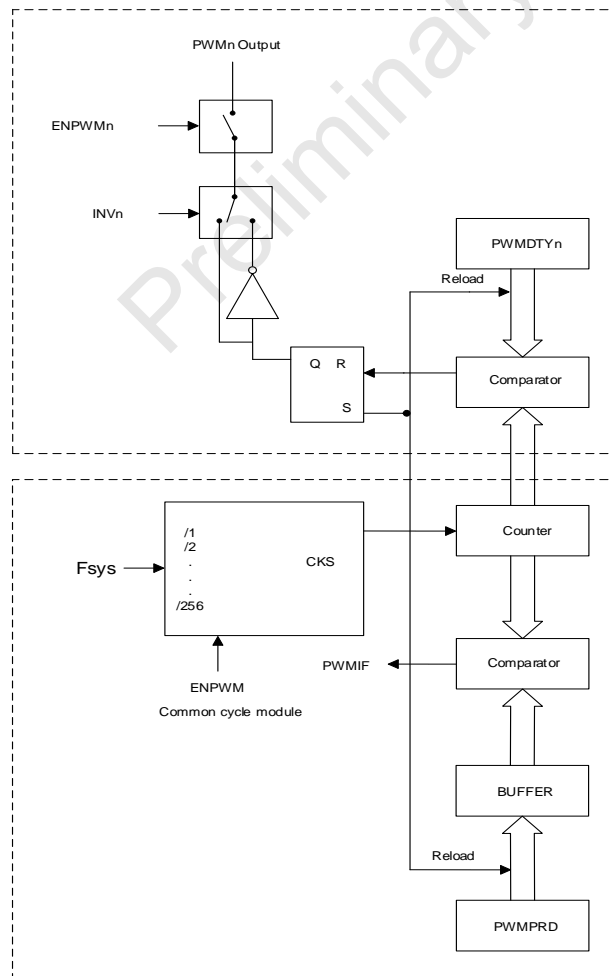 Preliminary
PWMn Output
ENPWMn
INVn
PWMDTYn
Reload
Q R
S
Comparator
/1
/2
.
.
.
/256
CKS
Fsys
Counter
ENPWM
Common cycle module
PWMIF
Comparator
BUFFER
Reload
PWMPRD